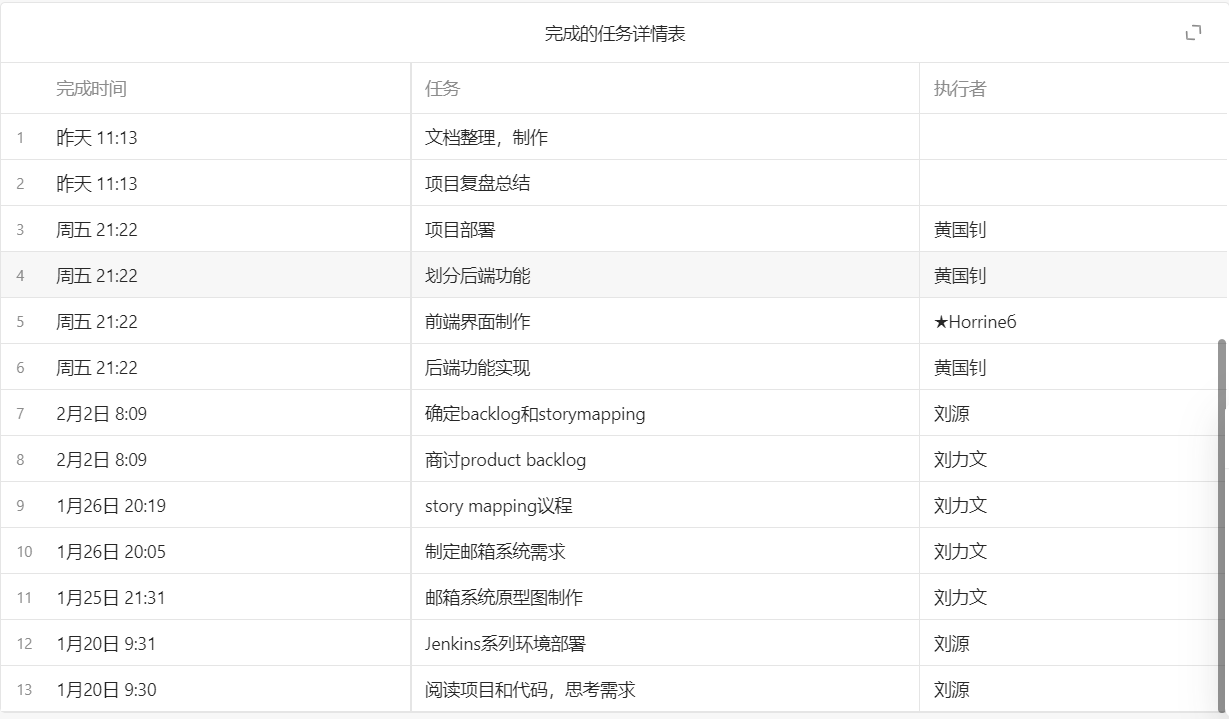 完成的任务详情表
完成时间 任务 执行者
1 昨天 11:13 文档整理，制作
2 昨天 11:13 项目复盘总结
3 周五 21:22 项目部署 黄国钊
4 周五 21:22 划分后端功能 黄国钊
5 周五 21:22 前端界面制作 ★Horrine6
6 周五 21:22 后端功能实现 黄国钊
7 2月2日 8:09 确定backlog和storymapping 刘源
8 2月2日 8:09 商讨product backlog 刘力文
9 1月26日 20:19 story mapping议程 刘力文
10 1月26日 20:05 制定邮箱系统需求 刘力文
11 1月25日 21:31 邮箱系统原型图制作 刘力文
12 1月20日 9:31 Jenkins系列环境部署 刘源
13 1月20日 9:30 阅读项目和代码，思考需求 刘源